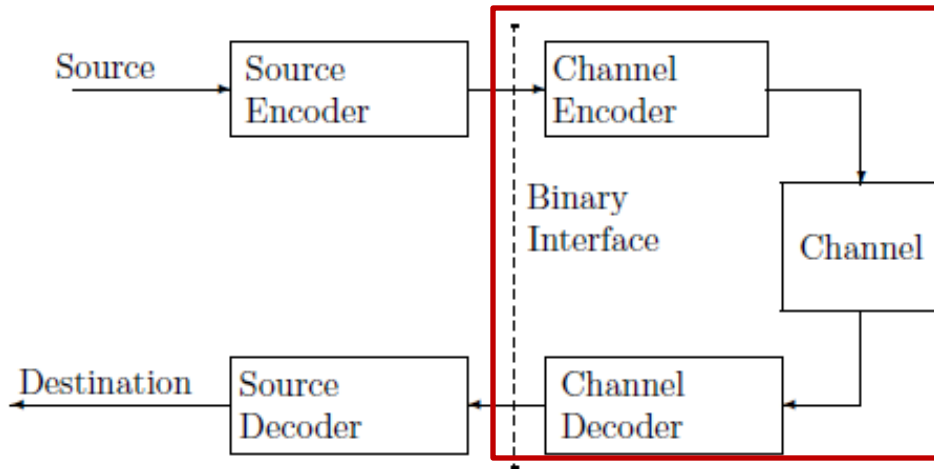 Source
Source
Encoder
Channel
Encoder
Binary
Interface
Channel
Destination
Source
Decoder
Channel
Decoder